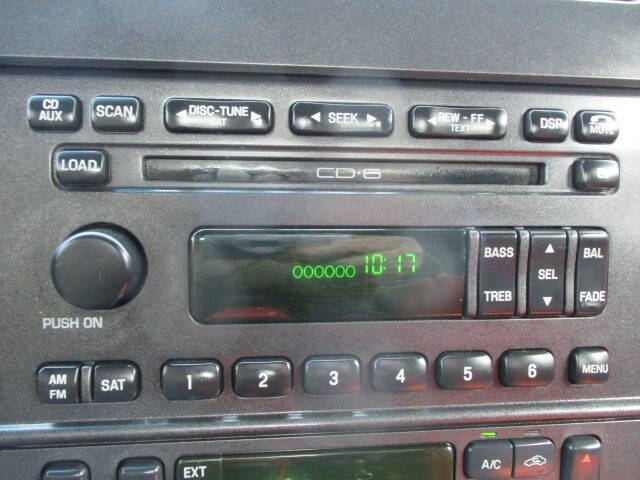 CD AUX SCAN DISC-TUNE SEEK REW - FF DSP MUTE
CAT TEXT
LOAD CD·6
000000 10:17
BASS SEL BAL
TREB FADE
PUSH ON
AM FM SAT 1 2 3 4 5 6 MENU
EXT A/C